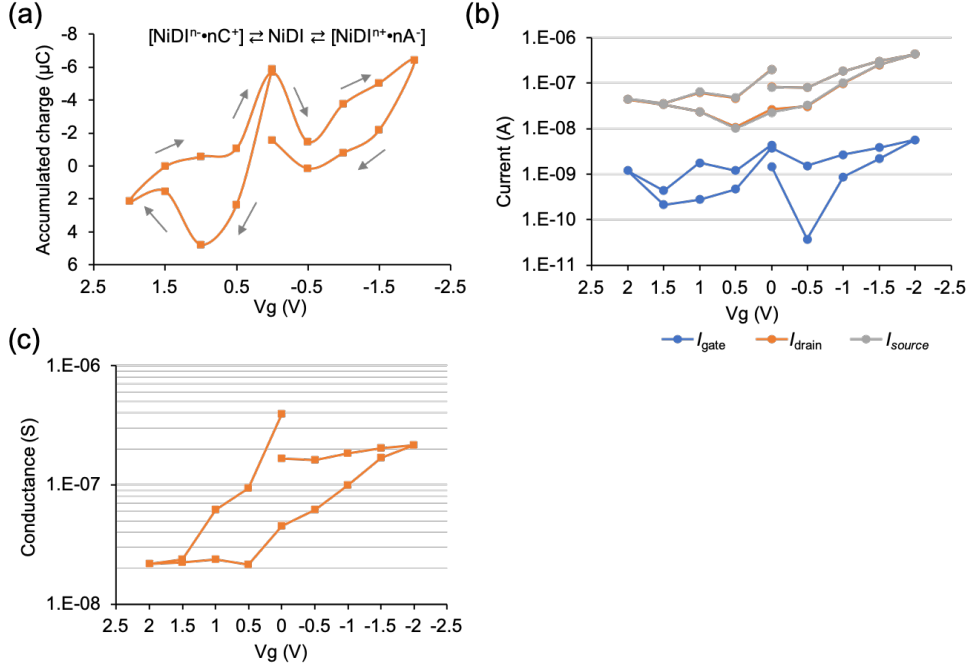 (a)
[NiDIn-•nC+] ⇄ NiDI ⇄ [NiDIn+•nA-]
Accumulated charge (µC)
-8
-6
-4
-2
0
2
4
6
2.5 1.5 0.5 -0.5 -1.5 -2.5
Vg (V)
(b)
Current (A)
1.E-06
1.E-07
1.E-08
1.E-09
1.E-10
1.E-11
2.5 2 1.5 1 0.5 0 -0.5 -1 -1.5 -2 -2.5
Vg (V)
Igate Idrain Isource
(c)
Conductance (S)
1.E-06
1.E-07
1.E-08
2.5 2 1.5 1 0.5 0 -0.5 -1 -1.5 -2 -2.5
Vg (V)